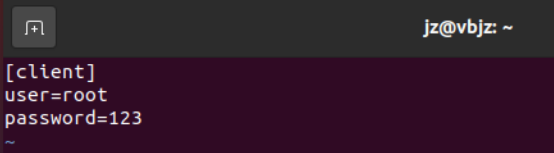 jz@vbjz: ~
[client]
user=root
password=123
~